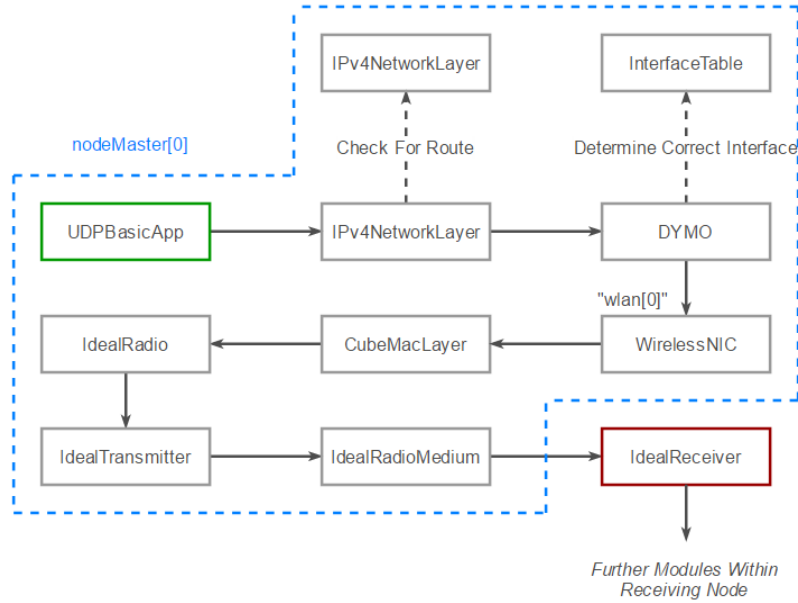 IPv4NetworkLayer
InterfaceTable
nodeMaster[0]
Check For Route
Determine Correct Interface
UDPBasicApp
IPv4NetworkLayer
DYMO
"wlan[0]"
IdealRadio
CubeMacLayer
WirelessNIC
IdealTransmitter
IdealRadioMedium
IdealReceiver
Further Modules Within
Receiving Node